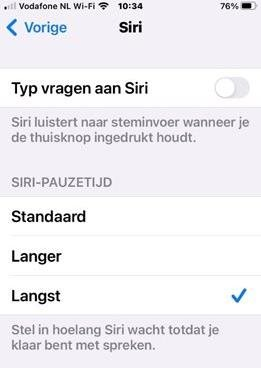 Vodafone NL Wi-Fi 10:34 76%
Vorige Siri
Typ vragen aan Siri
Siri luistert naar steminvoer wanneer je
de thuisknop ingedrukt houdt.
SIRI-PAUZETIJD
Standaard
Langer
Langst
Stel in hoelang Siri wacht totdat je
klaar bent met spreken.